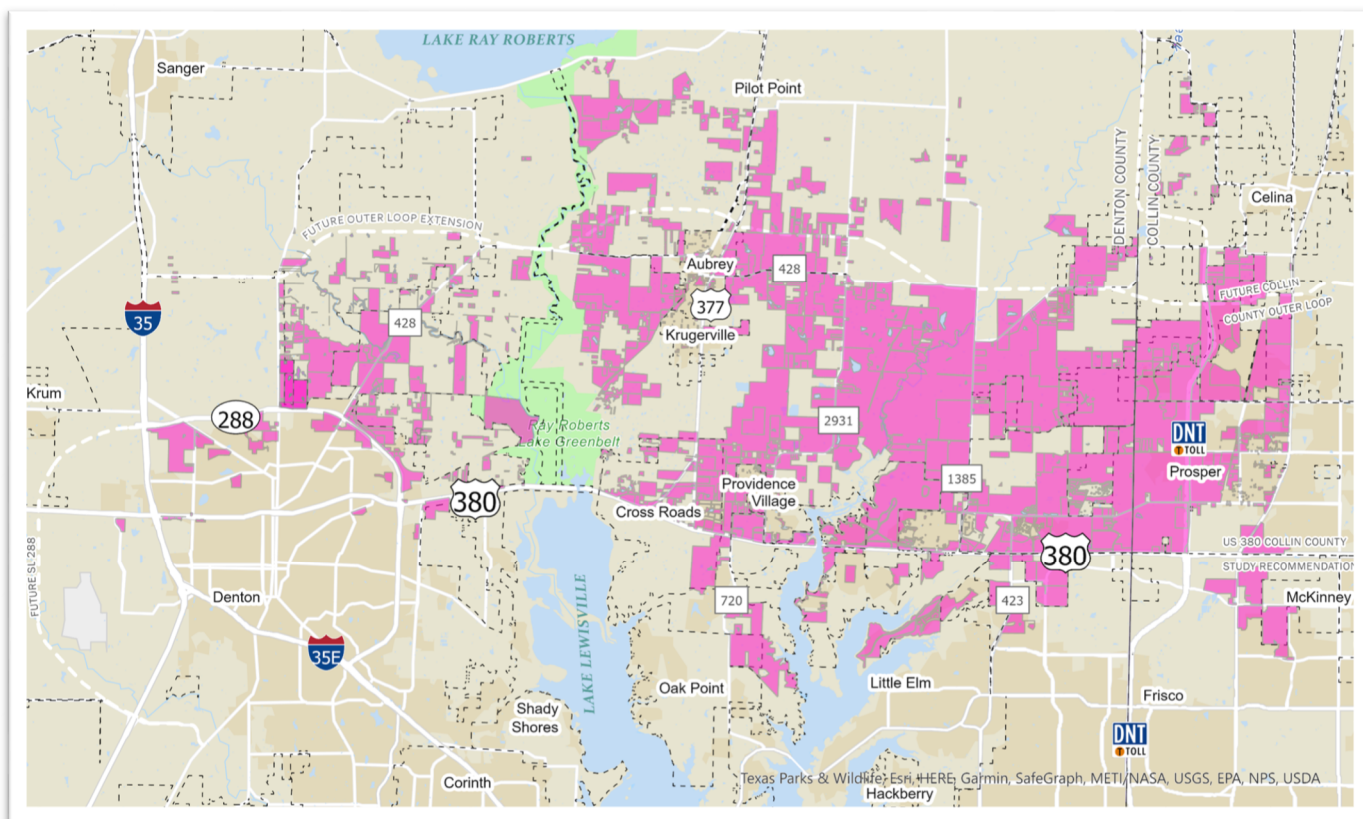 LAKE RAY ROBERTS
Sanger
Pilot Point
DENTON COUNTY
COLLIN COUNTY
Celina
FUTURE OUTER LOOP EXTENSION
Aubrey
428
377
Krugerville
FUTURE COLLIN
COUNTY OUTER LOOP
35
428
Krum
288
Ray Roberts
Lake Greenbelt
2931
DNT
TOLL
Prosper
1385
Providence
Village
380
Cross Roads
380
US 380 COLLIN COUNTY
STUDY RECOMMENDATION
FUTURE SL 288
Denton
720
423
McKinney
35E
LAKE LEWISVILLE
Oak Point
Little Elm
Frisco
Shady
Shores
DNT
TOLL
Corinth
Texas Parks & Wildlife, Esri, HERE, Garmin, SafeGraph, METI/NASA, USGS, EPA, NPS, USDA
Hackberry